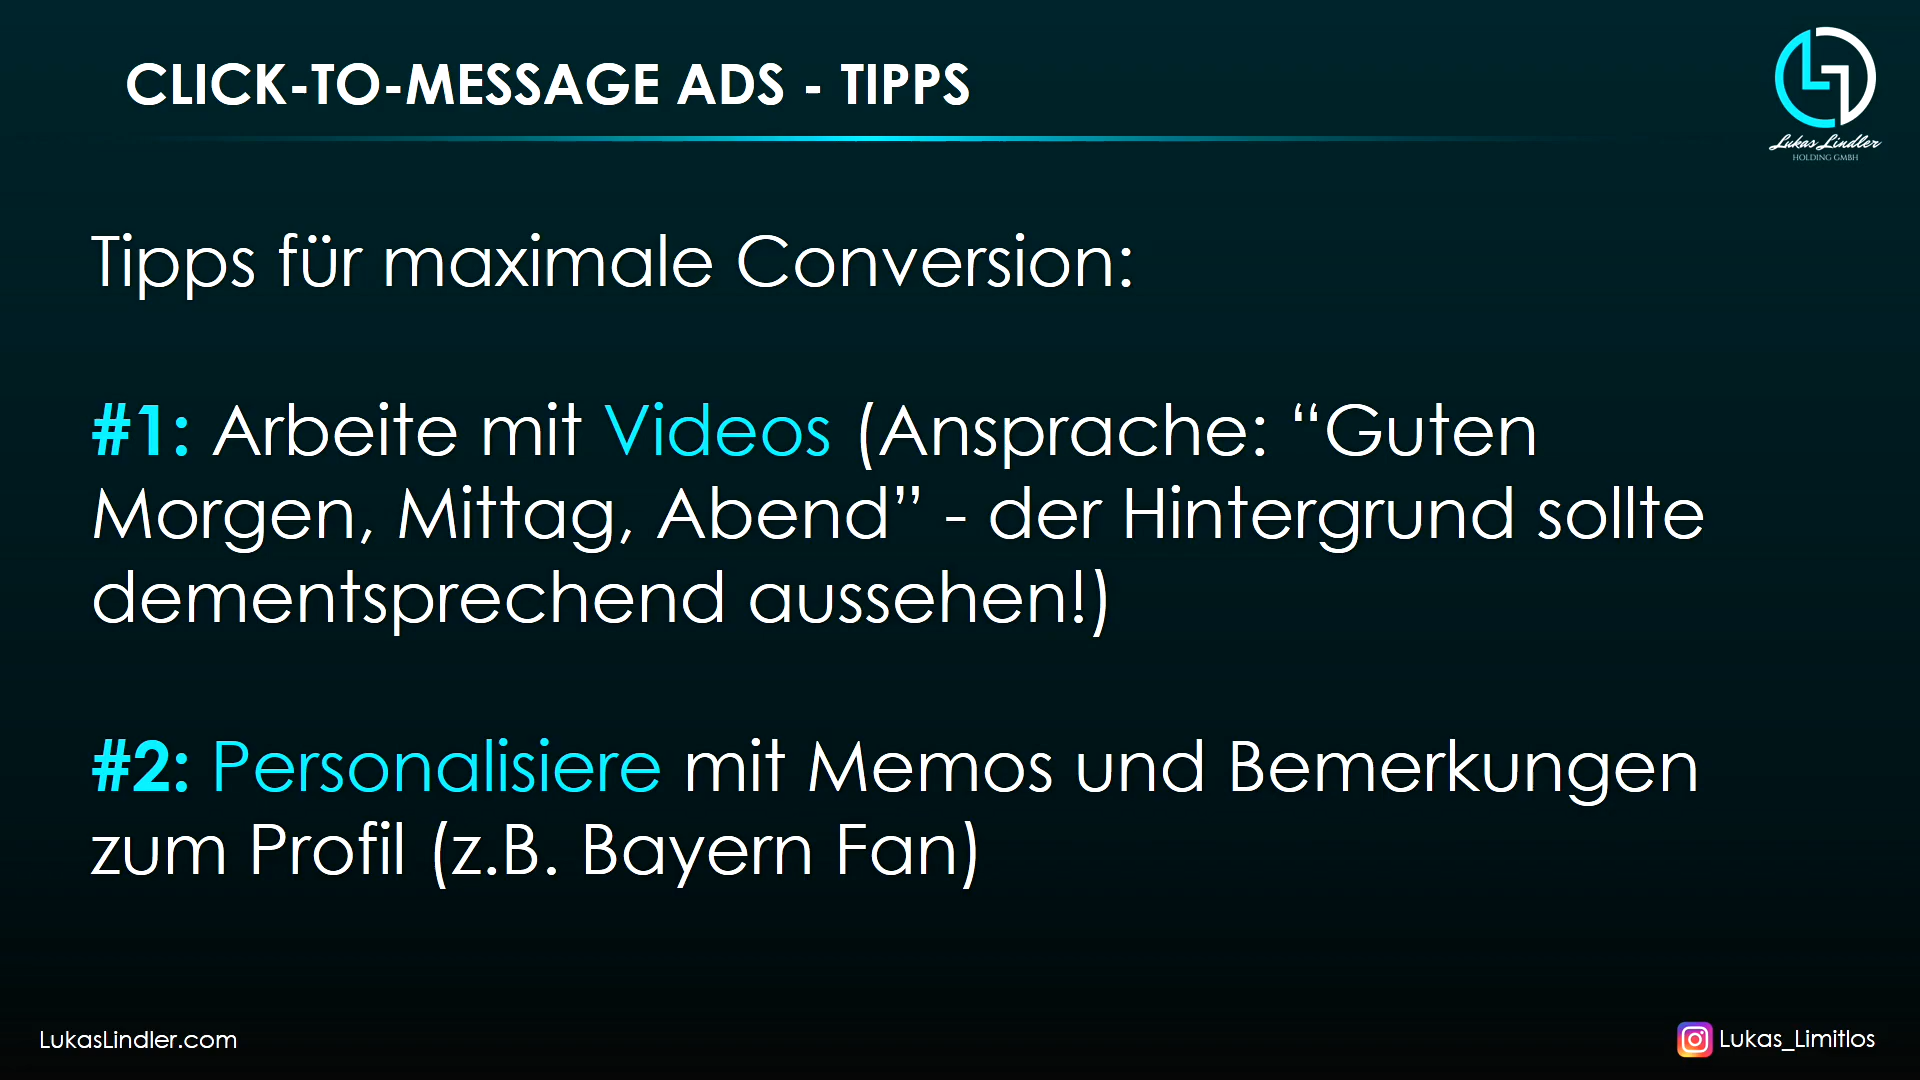 CLICK-TO-MESSAGE ADS - TIPPS
Lukas Lindler
HOLDING GMBH
Tipps für maximale Conversion:
#1: Arbeite mit Videos (Ansprache: “Guten
Morgen, Mittag, Abend” - der Hintergrund sollte
dementsprechend aussehen!)
#2: Personalisiere mit Memos und Bemerkungen
zum Profil (z.B. Bayern Fan)
LukasLindler.com
Lukas_Limitlos